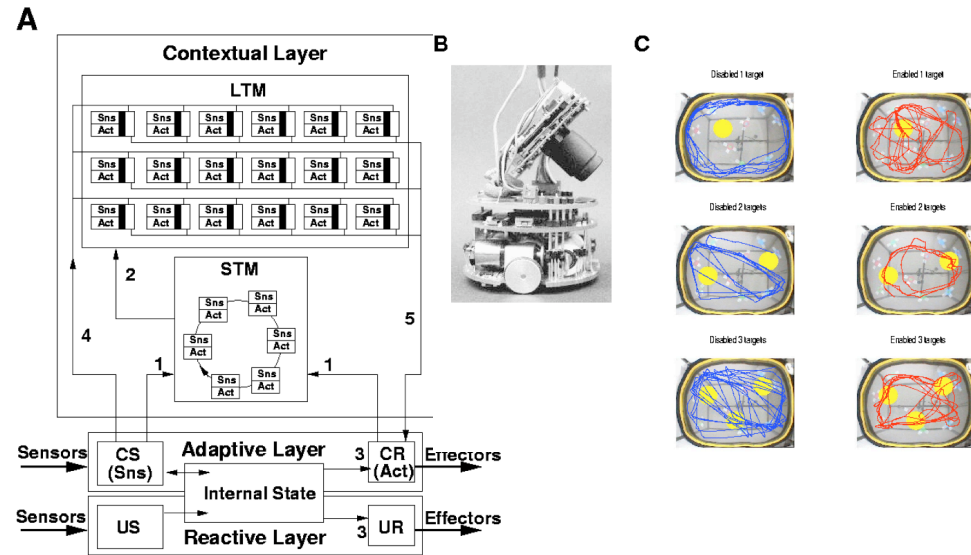 A
Contextual Layer
LTM
Sns Sns Sns Sns Sns Sns
Act Act Act Act Act Act
Sns Sns Sns Sns Sns Sns
Act Act Act Act Act Act
Sns Sns Sns Sns Sns Sns
Act Act Act Act Act Act
2
STM
4
5
Sns
Act
Sns
Act
Sns
Act
Sns
Act
Sns
Act
Sns
Act
1
1
Sensors
CS
(Sns)
Adaptive Layer
3
CR
(Act)
Effectors
Internal State
Sensors
US
Reactive Layer
3
UR
Effectors
B
C
Disabled 1 target
Enabled 1 target
Disabled 2 targets
Enabled 2 targets
Disabled 3 targets
Enabled 3 targets